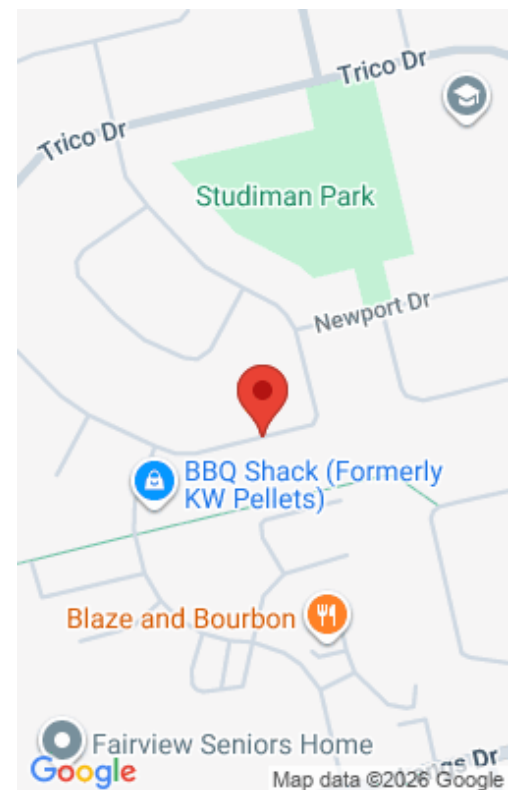 Trico Dr
Trico Dr
Studiman Park
Newport Dr
BBQ Shack (Formerly
KW Pellets)
Blaze and Bourbon
Fairview Seniors Home
Dr
Google
Map data ©2026 Google